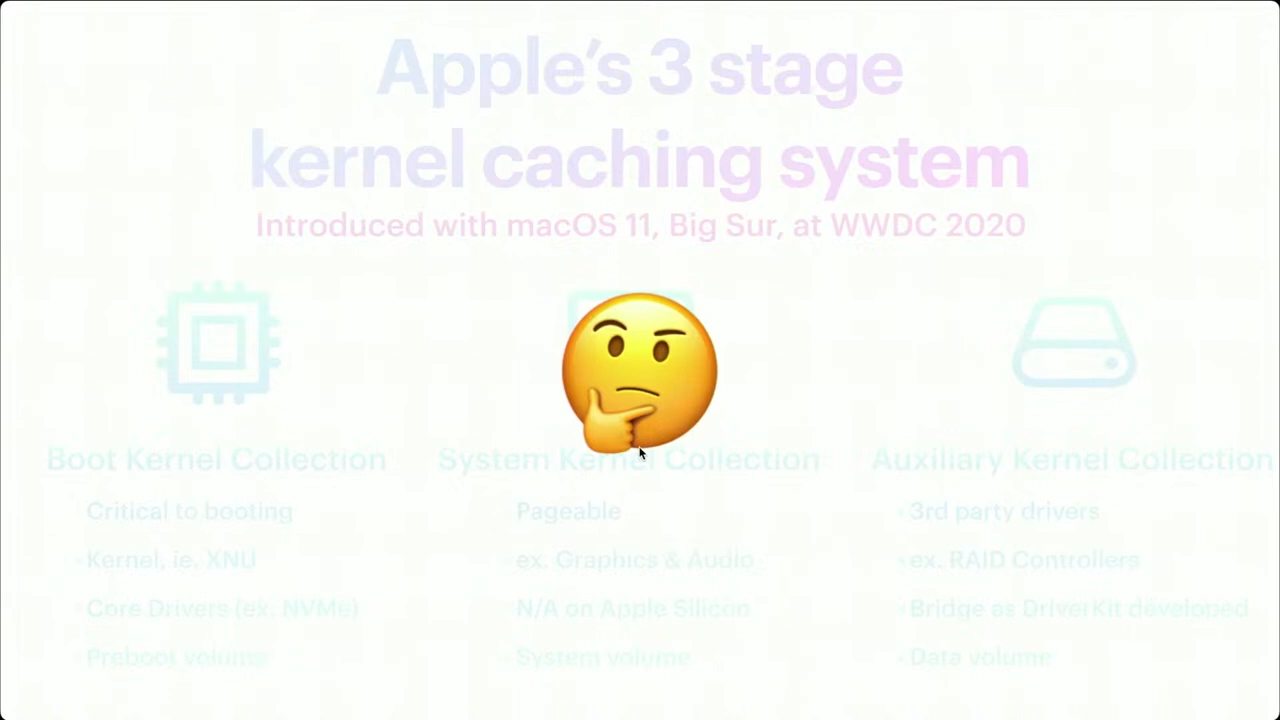 Apple’s 3 stage
kernel caching system
Introduced with macOS 11, Big Sur, at WWDC 2020
Boot Kernel Collection
Critical to booting
Kernel, ie. XNU
Core Drivers (ex. NVMe)
Preboot volume
System Kernel Collection
Pageable
ex. Graphics & Audio
N/A on Apple Silicon
System volume
Auxiliary Kernel Collection
3rd party drivers
ex. RAID Controllers
Bridge as DriverKit developed
Data volume